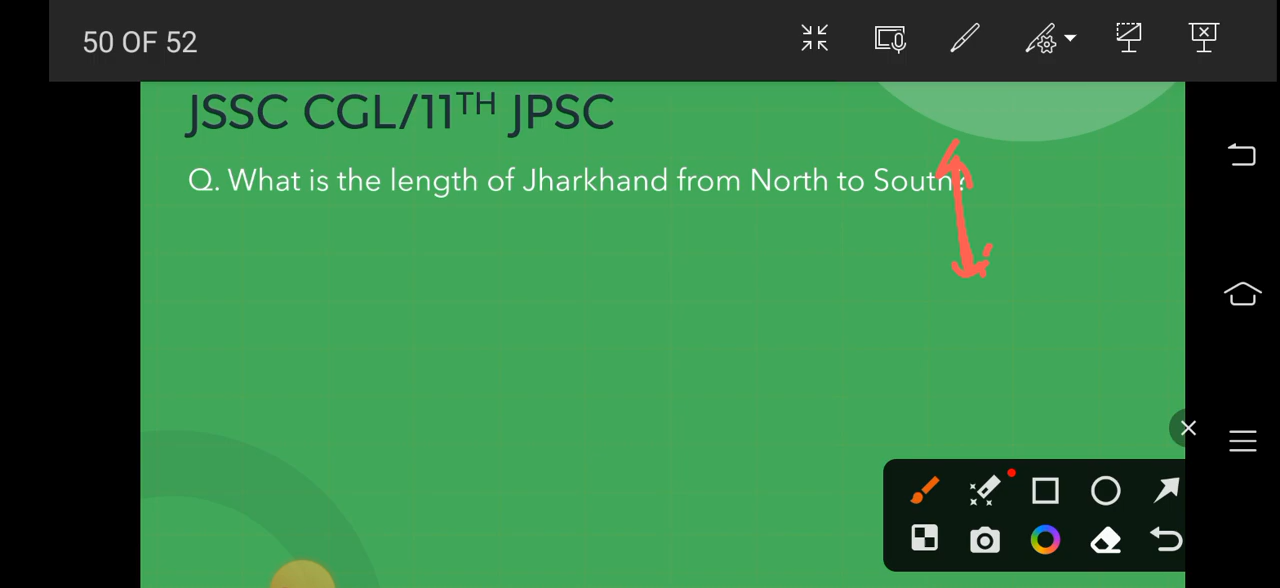 50 OF 52
JSSC CGL/11TH JPSC
Q. What is the length of Jharkhand from North to South?